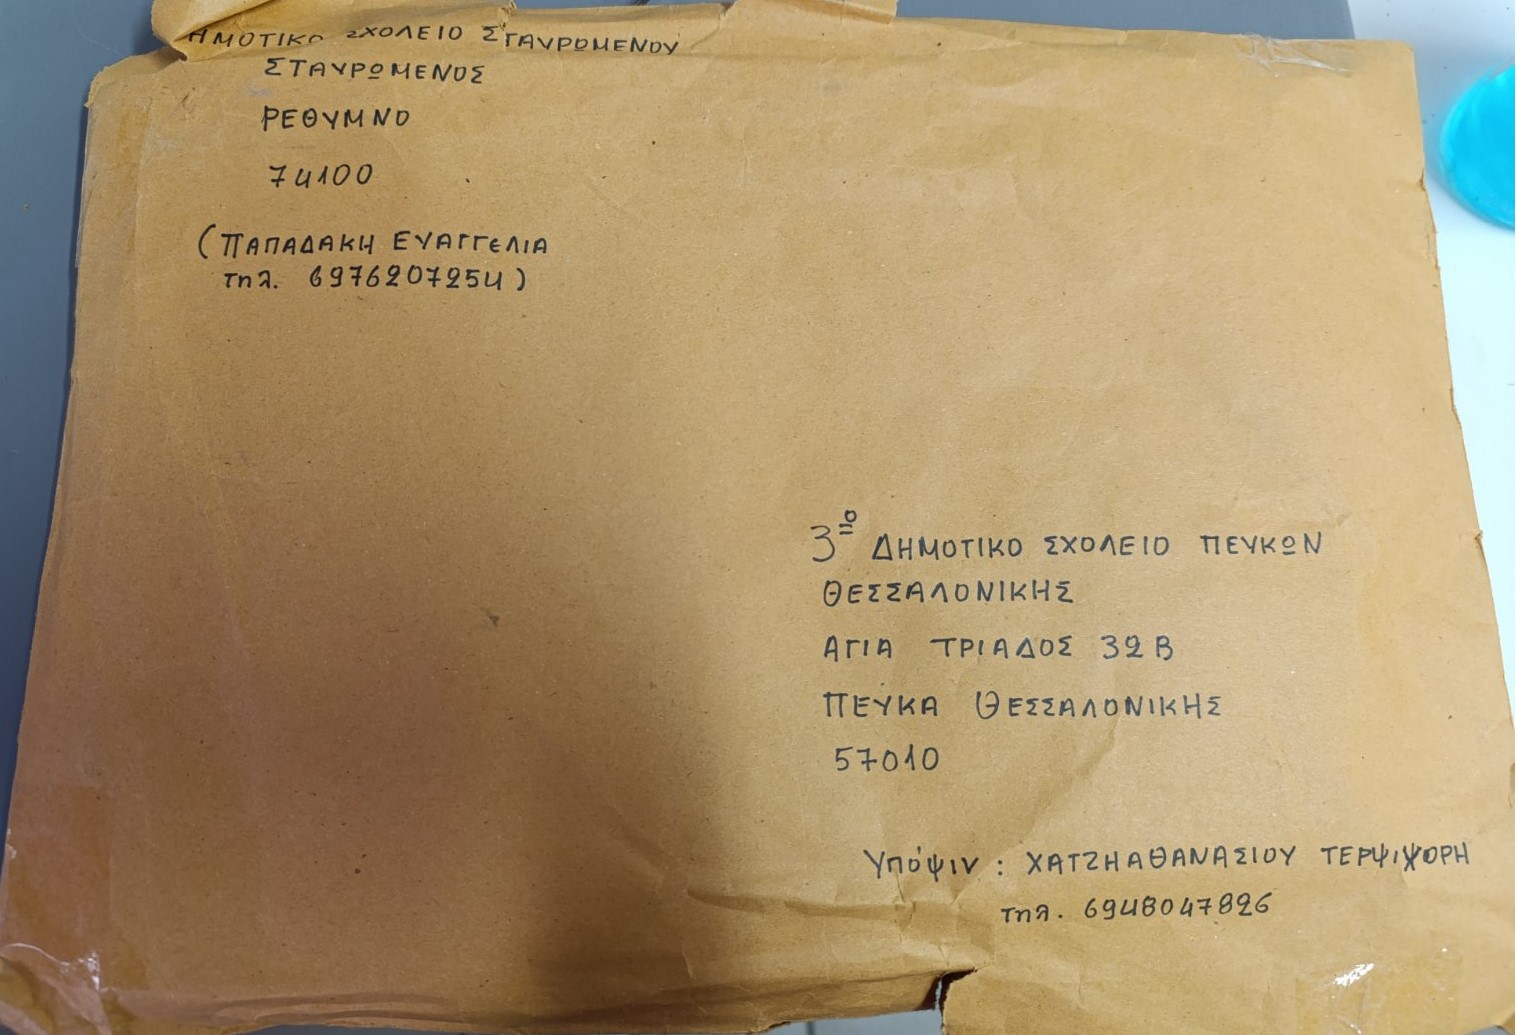 ΔΗΜΟΤΙΚΟ ΣΧΟΛΕΙΟ ΣΤΑΥΡΩΜΕΝΟΥ
ΣΤΑΥΡΩΜΕΝΟΣ
ΡΕΘΥΜΝΟ
74100
(ΠΑΠΑΔΑΚΗ ΕΥΑΓΓΕΛΙΑ
τηλ. 6976207254)
3º ΔΗΜΟΤΙΚΟ ΣΧΟΛΕΙΟ ΠΕΥΚΩΝ
ΘΕΣΣΑΛΟΝΙΚΗΣ
ΑΓΙΑ ΤΡΙΑΔΟΣ 32Β
ΠΕΥΚΑ ΘΕΣΣΑΛΟΝΙΚΗΣ
57010
Υπόψιν : ΧΑΤΖΗΑΘΑΝΑΣΙΟΥ ΤΕΡΨΙΧΟΡΗ
τηλ. 6948047826